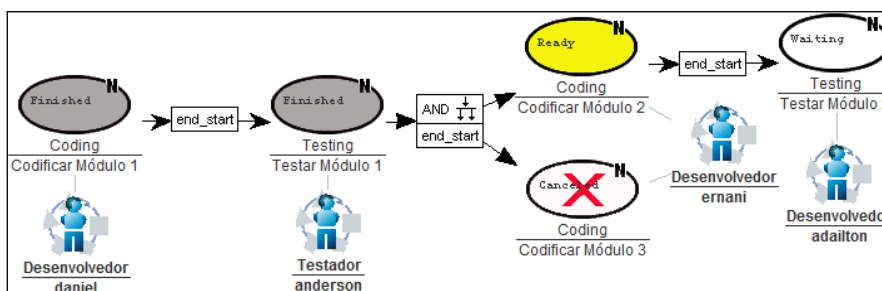 Finished
N
Coding
Codificar Módulo 1
Desenvolvedor
daniel
end_start
Finished
N
Testing
Testar Módulo 1
Testador
anderson
AND
end_start
Ready
N
Coding
Codificar Módulo 2
Canceled
N
Coding
Codificar Módulo 3
Desenvolvedor
ernani
end_start
Waiting
N
Testing
Testar Módulo
Desenvolvedo
adailton